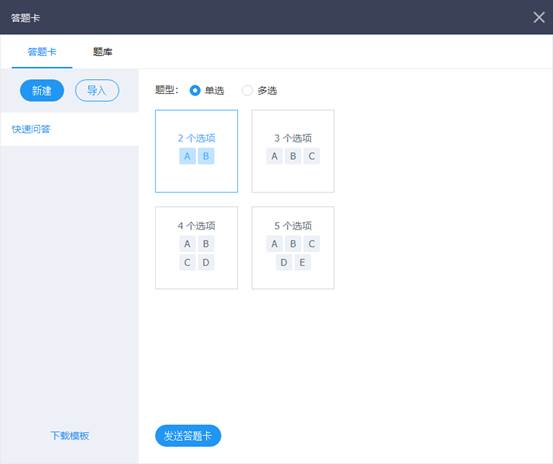 答题卡
答题卡 题库
新建 导入
快速问答
下载模板
题型: 单选 多选
2 个选项
A B
3 个选项
A B C
4 个选项
A B
C D
5 个选项
A B C
D E
发送答题卡